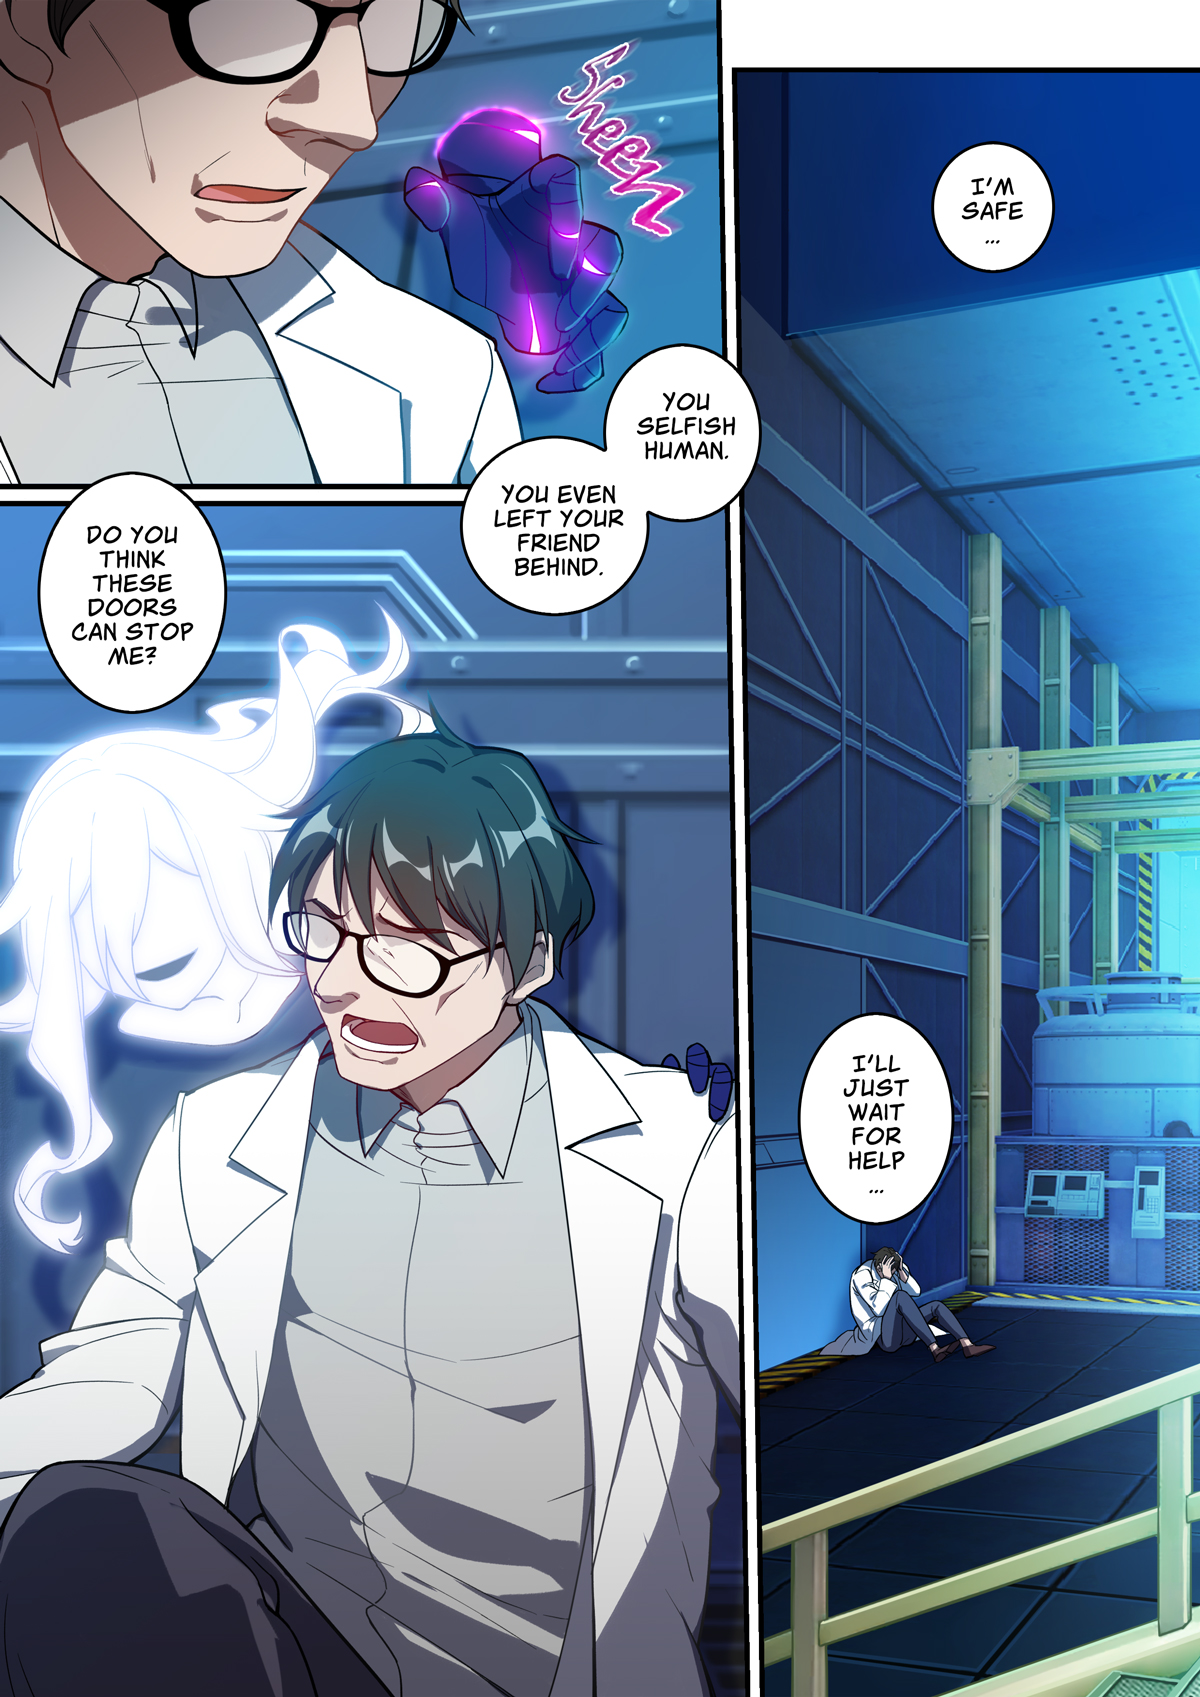 I'M
SAFE
...
I'LL
JUST
WAIT
FOR
HELP
...
Sheen
YOU
SELFISH
HUMAN.
YOU EVEN
LEFT YOUR
FRIEND
BEHIND.
DO YOU
THINK
THESE
DOORS
CAN STOP
ME?